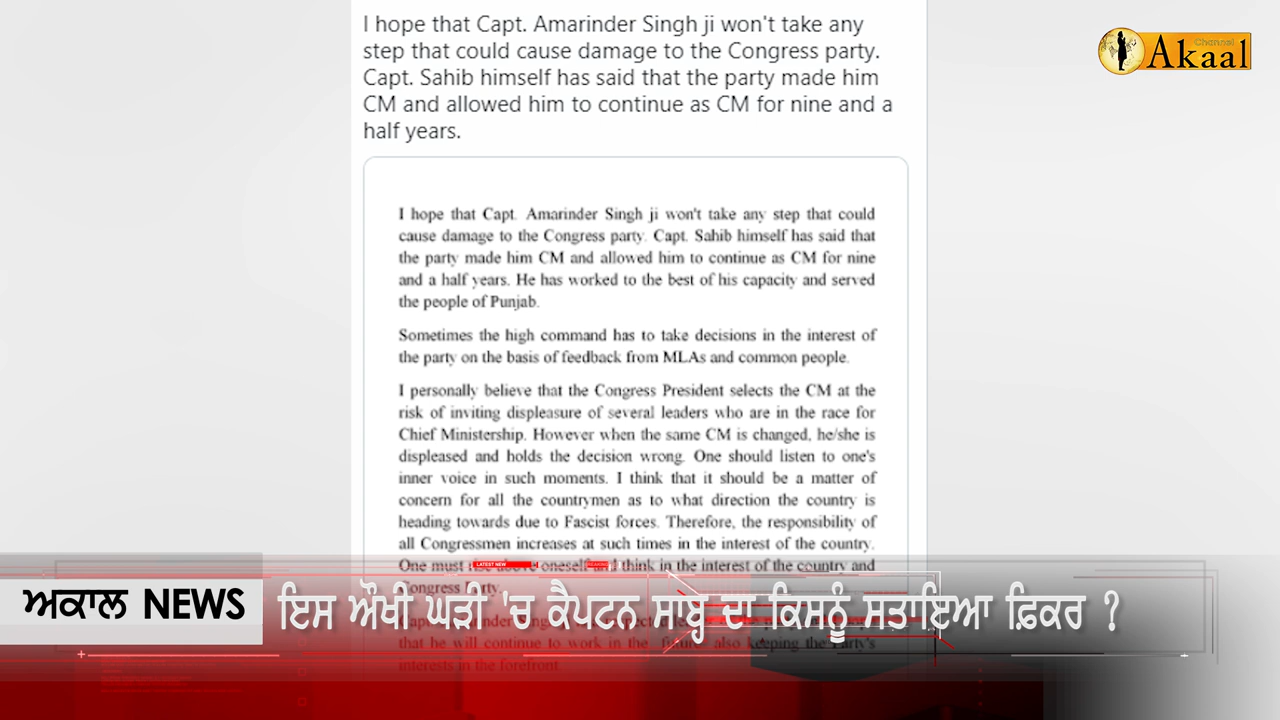 I hope that Capt. Amarinder Singh ji won't take any
step that could cause damage to the Congress party.
Capt. Sahib himself has said that the party made him
CM and allowed him to continue as CM for nine and a
half years.
Channel
Akaal
I hope that Capt. Amarinder Singh ji won't take any step that could
cause damage to the Congress party. Capt. Sahib himself has said that
the party made him CM and allowed him to continue as CM for nine
and a half years. He has worked to the best of his capacity and served
the people of Punjab.
Sometimes the high command has to take decisions in the interest of
the party on the basis of feedback from MLAs and common people.
I personally believe that the Congress President selects the CM at the
risk of inviting displeasure of several leaders who are in the race for
Chief Ministership. However when the same CM is changed, he/she is
displeased and holds the decision wrong. One should listen to one's
inner voice in such moments. I think that it should be a matter of
concern for all the countrymen as to what direction the country is
heading towards due to Fascist forces. Therefore, the responsibility of
all Congressmen increases at such times in the interest of the country.
One must rise above oneself and think in the interest of the country and
Congress Party.
LATEST NEW
ਅਕਾਲ NEWS
ਇਸ ਔਖੀ ਘੜੀ 'ਚ ਕੈਪਟਨ ਸਾਬ੍ਹ ਦਾ ਕਿਸਨੂੰ ਸਤਾਇਆ ਫ਼ਿਕਰ ?
that he will continue to work in the future also keeping the Party's
interests in the forefront.